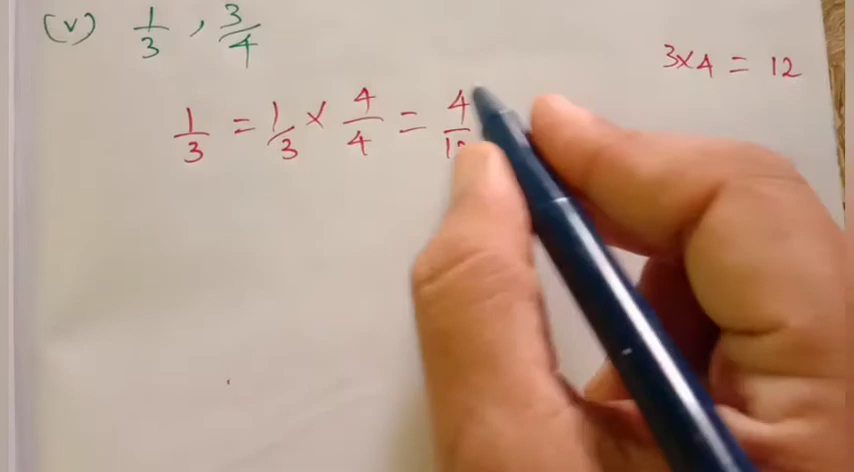 (v) 1/3 , 3/4
3×4 = 12
1/3 = 1/3 × 4/4 = 4/